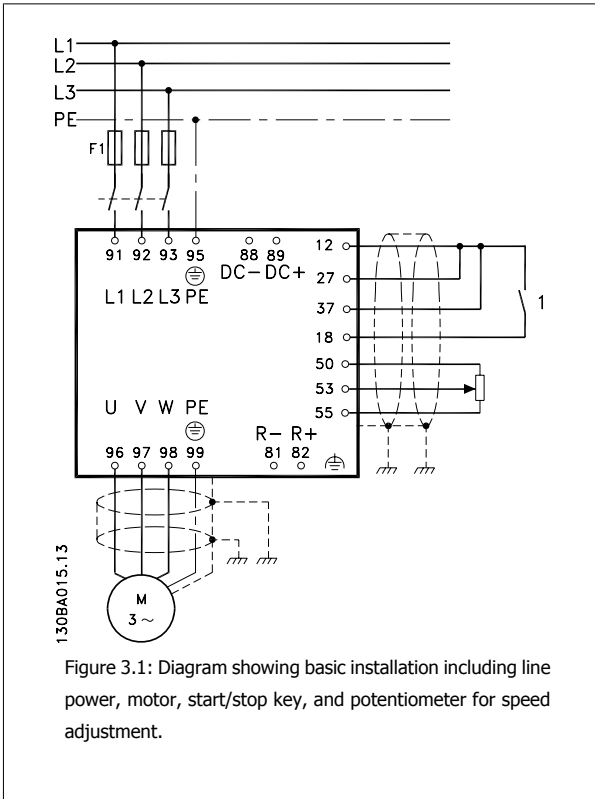 L1
L2
L3
PE
F1
91 92 93 95 88 89
DC- DC+
L1 L2 L3 PE
12
27
37
18
50
53
55
1
U V W PE
R- R+
96 97 98 99 81 82
M
3 ~
130BA015.13
Figure 3.1: Diagram showing basic installation including line
power, motor, start/stop key, and potentiometer for speed
adjustment.